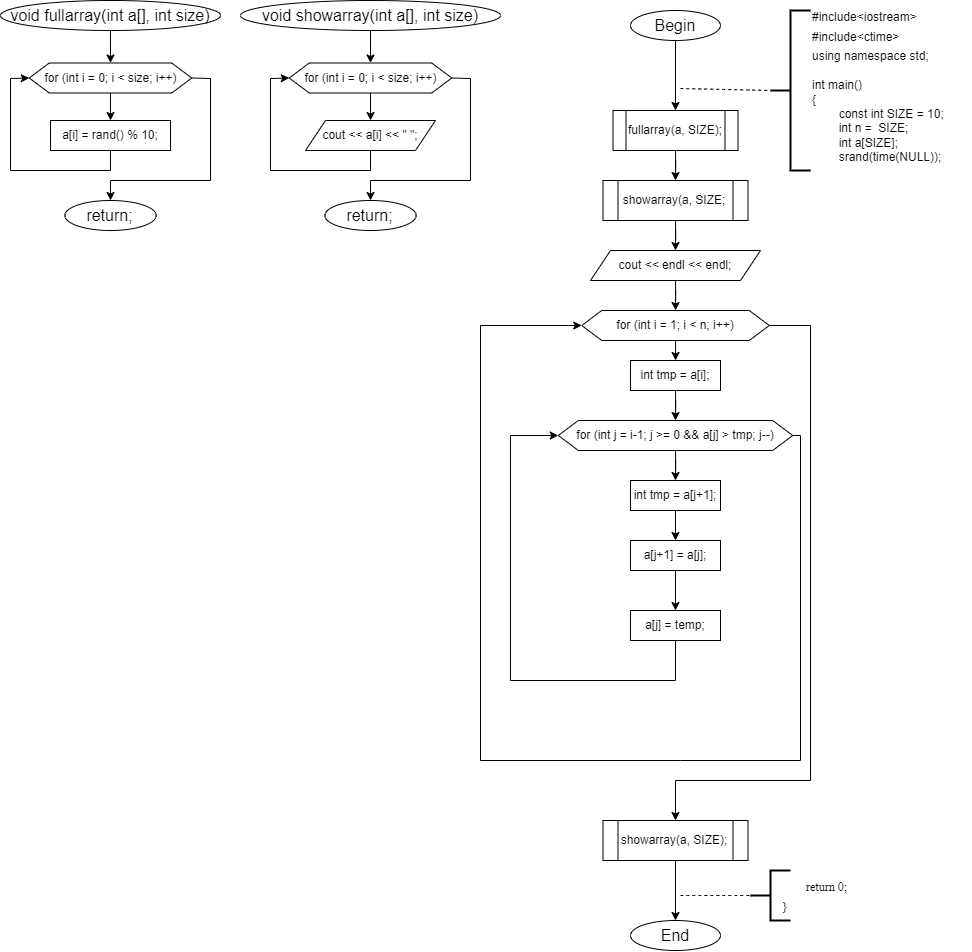 void fullarray(int a[], int size)
for (int i = 0; i < size; i++)
a[i] = rand() % 10;
return;
void showarray(int a[], int size)
for (int i = 0; i < size; i++)
cout << a[i] << " ";
return;
Begin
#include<iostream>
#include<ctime>
using namespace std;
int main()
{
const int SIZE = 10;
int n = SIZE;
int a[SIZE];
srand(time(NULL));
fullarray(a, SIZE);
showarray(a, SIZE;
cout << endl << endl;
for (int i = 1; i < n; i++)
int tmp = a[i];
for (int j = i-1; j >= 0 && a[j] > tmp; j--)
int tmp = a[j+1];
a[j+1] = a[j];
a[j] = temp;
showarray(a, SIZE);
return 0;
}
End